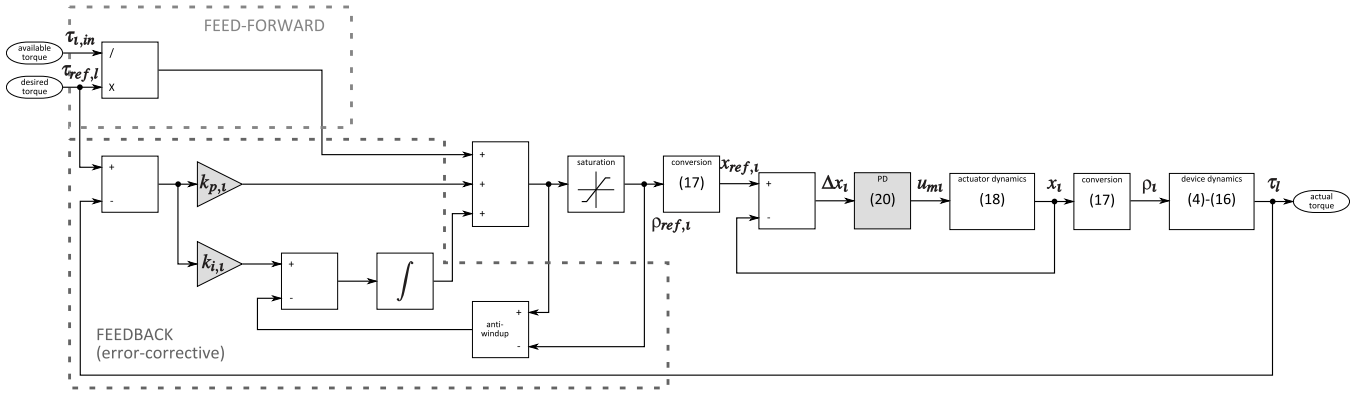 FEED-FORWARD
available
torque
τι,in
/
desired
torque
τref,l
X
+
-
kp,ι
ki,ι
+
-
∫
+
+
+
saturation
ρref,ι
conversion
(17)
xref,ι
+
-
Δxι
PD
(20)
umι
actuator dynamics
(18)
xι
conversion
(17)
ρι
device dynamics
(4)-(16)
τl
actual
torque
anti-
windup
+
-
FEEDBACK
(error-corrective)